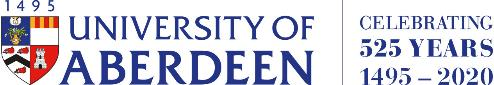 1495
UNIVERSITY OF
ABERDEEN
CELEBRATING
525 YEARS
1495 – 2020